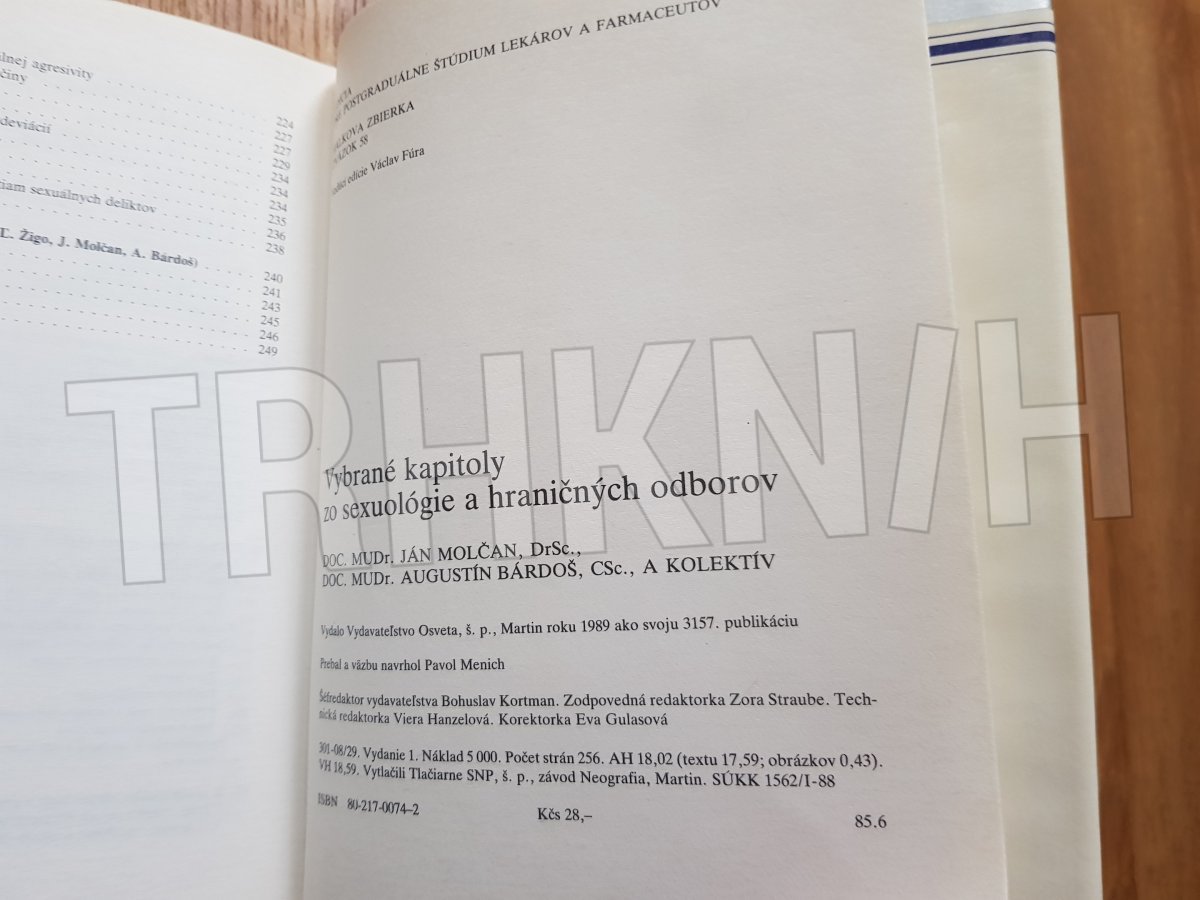 lnej agresivity
činy
224
227
deviácií
227
229
234
234
tiam sexuálnych deliktov
234
235
236
238
Ľ. Žigo, J. Molčan, A. Bárdoš)
240
241
243
245
246
249
POSTGRADUÁLNE ŠTÚDIUM LEKÁROV A FARMACEUTOV
ZBIERKA
58
edície Václav Fúra
Vybrané kapitoly
zo sexuológie a hraničných odborov
DOC. MUDr. JÁN MOLČAN, DrSc.,
DOC. MUDr. AUGUSTÍN BÁRDOŠ, CSc., A KOLEKTÍV
Vydalo Vydavateľstvo Osveta, š. p., Martin roku 1989 ako svoju 3157. publikáciu
Prebal a väzbu navrhol Pavol Menich
Šéfredaktor vydavateľstva Bohuslav Kortman. Zodpovedná redaktorka Zora Straube. Tech-
nická redaktorka Viera Hanzelová. Korektorka Eva Gulasová
301-08/29. Vydanie 1. Náklad 5 000. Počet strán 256. AH 18,02 (textu 17,59; obrázkov 0,43).
VH 18,59. Vytlačili Tlačiarne SNP, š. p., závod Neografia, Martin. SÚKK 1562/I-88
ISBN 80-217-0074-2
Kčs 28,–
85.6
TRHKNIH